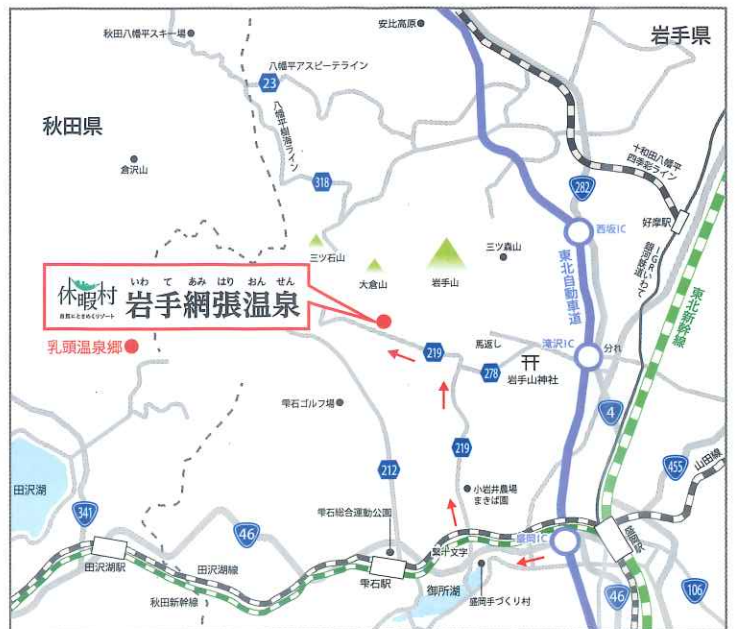 安比高原
岩手県
秋田八幡平スキー場
八幡平アスピーテライン
23
八幡平樹海ライン
秋田県
倉沢山
318
十和田八幡平
四季彩ライン
282
好摩駅
西坂IC
三ツ石山
大倉山
岩手山
三ツ森山
東北自動車道
IGRいわて
銀河鉄道
東北新幹線
休暇村
自然にときめくリゾート
いわてあみはりおんせん
岩手網張温泉
乳頭温泉郷
219
馬返し
278
岩手山神社
滝沢IC
分れ
4
雫石ゴルフ場
219
212
455
山田線
田沢湖
341
小岩井農場
まきば園
46
雫石総合運動公園
繋十文字
盛岡IC
盛岡駅
田沢湖駅
田沢湖線
秋田新幹線
雫石駅
御所湖
盛岡手づくり村
46
106